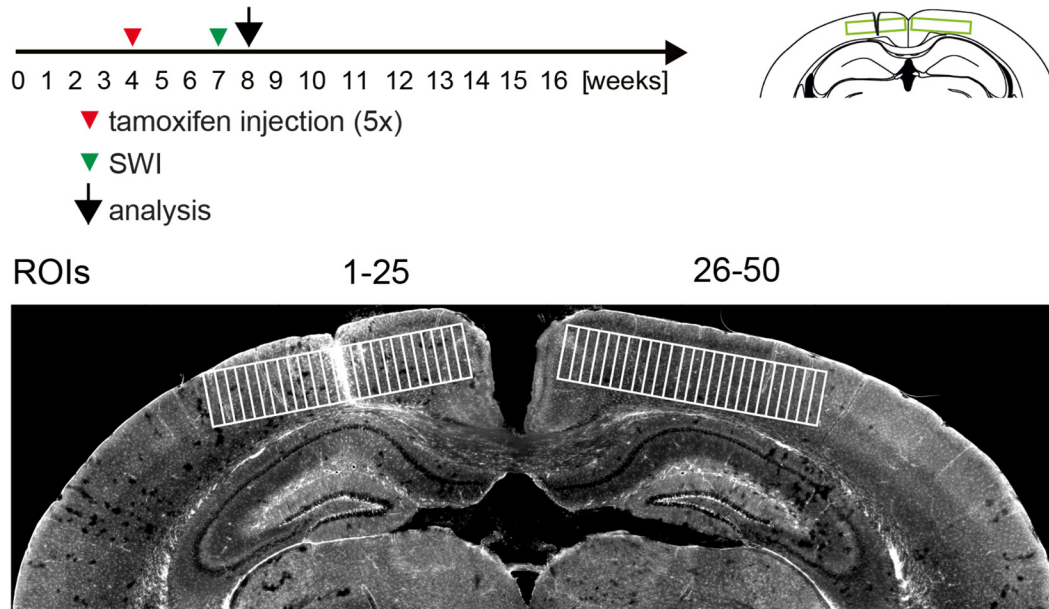 0 1 2 3 4 5 6 7 8 9 10 11 12 13 14 15 16 [weeks]
tamoxifen injection (5x)
SWI
analysis
ROIs 1-25 26-50